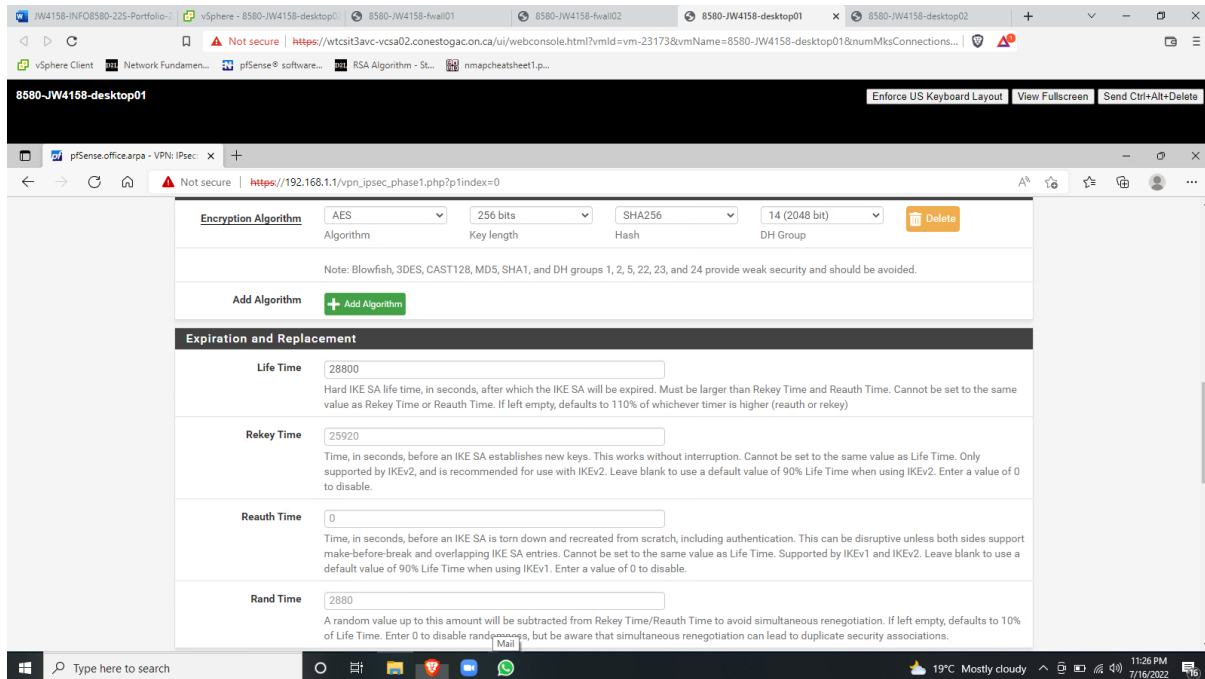 JW4158-INFO8580-22S-Portfolio-2
vSphere - 8580-JW4158-desktop0
8580-JW4158-fwall01
8580-JW4158-fwall02
8580-JW4158-desktop01
8580-JW4158-desktop02
Not secure | https://wtcsit3avc-vcsa02.conestogac.on.ca/ui/webconsole.html?vmId=vm-23173&vmName=8580-JW4158-desktop01&numMksConnections...
vSphere Client
D2L Network Fundamen...
pfSense® software...
D2L RSA Algorithm - St...
nmapcheatsheet1.p...
8580-JW4158-desktop01
Enforce US Keyboard Layout
View Fullscreen
Send Ctrl+Alt+Delete
pfSense.office.arpa - VPN: IPsec:
Not secure | https://192.168.1.1/vpn_ipsec_phase1.php?p1index=0
Encryption Algorithm
AES
256 bits
SHA256
14 (2048 bit)
Delete
Algorithm
Key length
Hash
DH Group
Note: Blowfish, 3DES, CAST128, MD5, SHA1, and DH groups 1, 2, 5, 22, 23, and 24 provide weak security and should be avoided.
Add Algorithm
Add Algorithm
Expiration and Replacement
Life Time
28800
Hard IKE SA life time, in seconds, after which the IKE SA will be expired. Must be larger than Rekey Time and Reauth Time. Cannot be set to the same
value as Rekey Time or Reauth Time. If left empty, defaults to 110% of whichever timer is higher (reauth or rekey)
Rekey Time
25920
Time, in seconds, before an IKE SA establishes new keys. This works without interruption. Cannot be set to the same value as Life Time. Only
supported by IKEv2, and is recommended for use with IKEv2. Leave blank to use a default value of 90% Life Time when using IKEv2. Enter a value of 0
to disable.
Reauth Time
0
Time, in seconds, before an IKE SA is torn down and recreated from scratch, including authentication. This can be disruptive unless both sides support
make-before-break and overlapping IKE SA entries. Cannot be set to the same value as Life Time. Supported by IKEv1 and IKEv2. Leave blank to use a
default value of 90% Life Time when using IKEv1. Enter a value of 0 to disable.
Rand Time
2880
A random value up to this amount will be subtracted from Rekey Time/Reauth Time to avoid simultaneous renegotiation. If left empty, defaults to 10%
of Life Time. Enter 0 to disable randomness, but be aware that simultaneous renegotiation can lead to duplicate security associations.
Mail
Type here to search
19°C Mostly cloudy
11:26 PM
7/16/2022
16